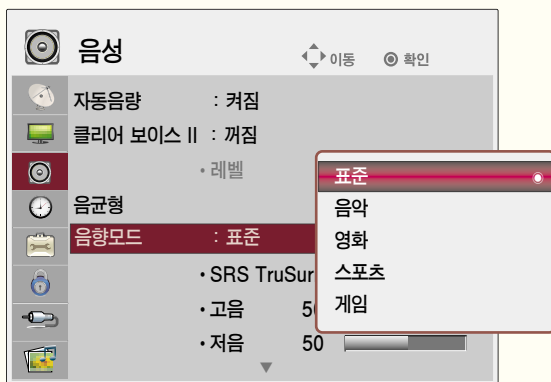 음성
이동 확인
자동음량 : 켜짐
클리어 보이스 II : 꺼짐
• 레벨
음균형
음향모드 : 표준
• SRS TruSur
• 고음 5
• 저음 50
표준
음악
영화
스포츠
게임